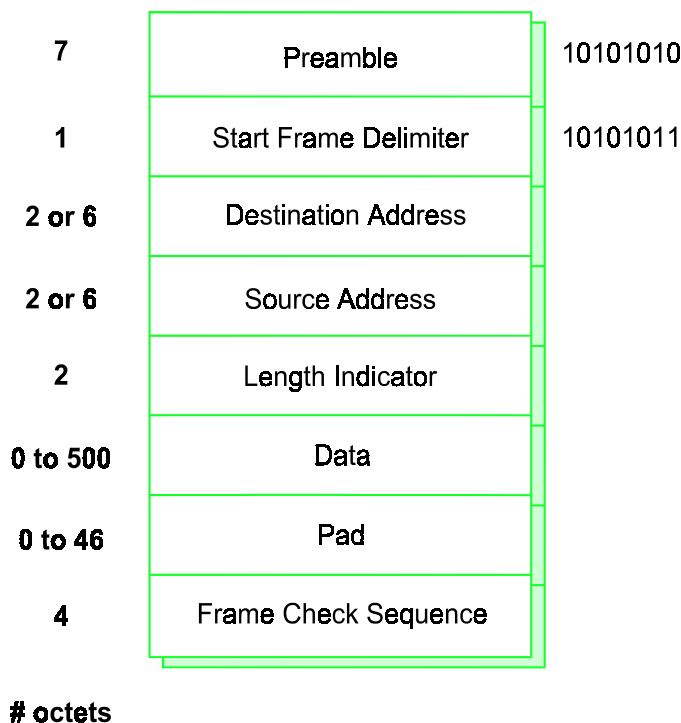 7 Preamble 10101010
1 Start Frame Delimiter 10101011
2 or 6 Destination Address
2 or 6 Source Address
2 Length Indicator
0 to 500 Data
0 to 46 Pad
4 Frame Check Sequence
# octets